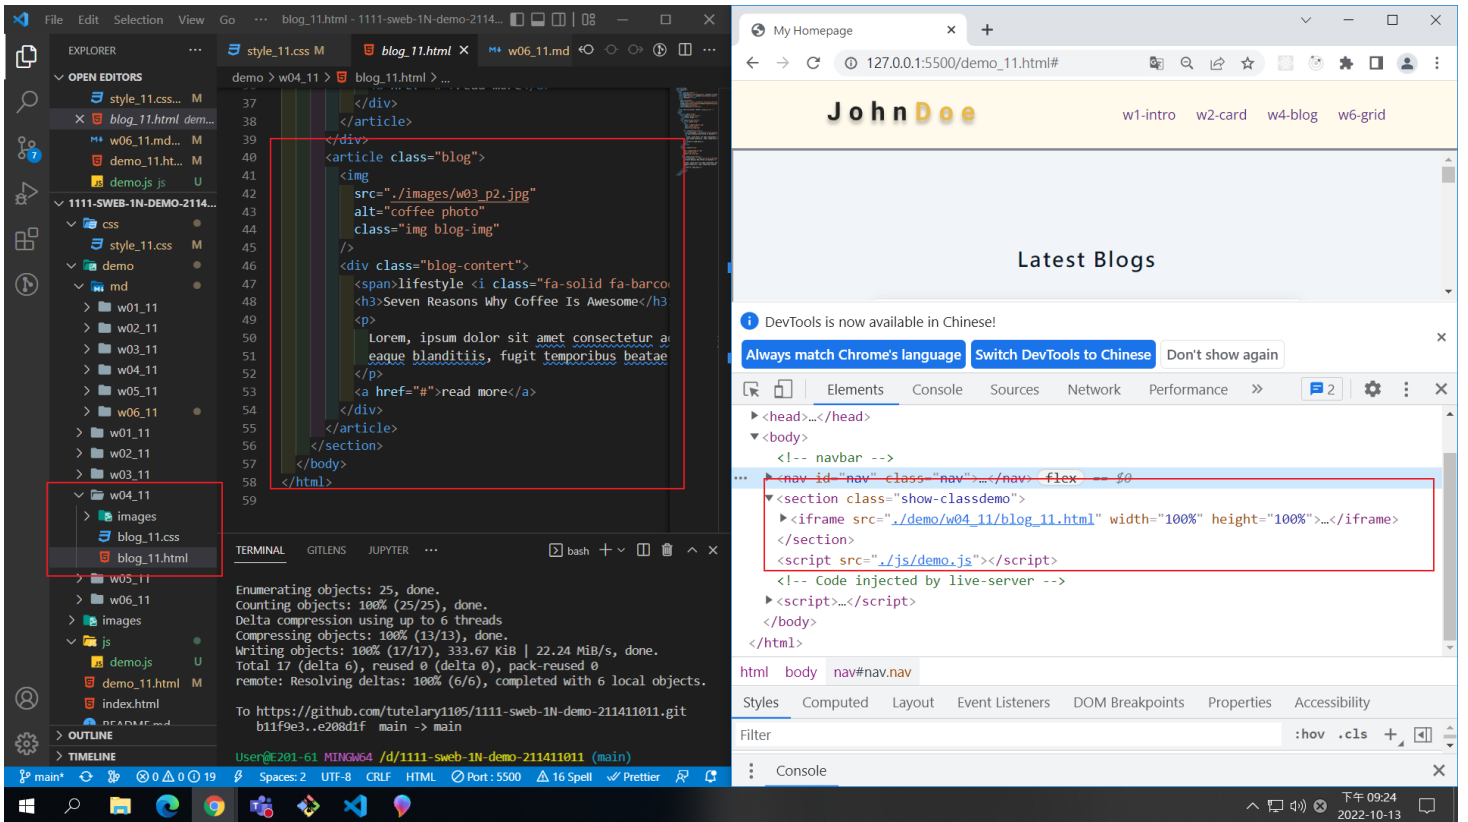 File Edit Selection View Go ··· blog_11.html - 1111-sweb-1N-demo-2114...
EXPLORER ···
OPEN EDITORS
style_11.css... M
blog_11.html dem...
w06_11.md... M
demo_11.ht... M
demo.js js U
7
1111-SWEB-1N-DEMO-2114...
css
style_11.css M
demo
md
w01_11
w02_11
w03_11
w04_11
w05_11
w06_11
w01_11
w02_11
w03_11
w04_11
images
blog_11.css
blog_11.html
w05_11
w06_11
images
js
demo.js U
demo_11.html M
index.html
README.md
OUTLINE
TIMELINE
style_11.css M
blog_11.html
w06_11.md
demo > w04_11 > blog_11.html > ...
37 </div>
38 </article>
39 </div>
40 <article class="blog">
41 <img
42 src="./images/w03_p2.jpg"
43 alt="coffee photo"
44 class="img blog-img"
45 />
46 <div class="blog-contert">
47 <span>lifestyle <i class="fa-solid fa-barco
48 <h3>Seven Reasons Why Coffee Is Awesome</h3
49 <p>
50 Lorem, ipsum dolor sit amet consectetur a
51 eaque blanditiis, fugit temporibus beatae
52 </p>
53 <a href="#">read more</a>
54 </div>
55 </article>
56 </section>
57 </body>
58 </html>
59
TERMINAL GITLENS JUPYTER ··· bash
Enumerating objects: 25, done.
Counting objects: 100% (25/25), done.
Delta compression using up to 6 threads
Compressing objects: 100% (13/13), done.
Writing objects: 100% (17/17), 333.67 KiB | 22.24 MiB/s, done.
Total 17 (delta 6), reused 0 (delta 0), pack-reused 0
remote: Resolving deltas: 100% (6/6), completed with 6 local objects.
To https://github.com/tutelary1105/1111-sweb-1N-demo-211411011.git
b11f9e3..e208d1f main -> main
User@E201-61 MINGW64 /d/1111-sweb-1N-demo-211411011 (main)
main* 0 0 19 Spaces: 2 UTF-8 CRLF HTML Port : 5500 16 Spell Prettier
My Homepage
127.0.0.1:5500/demo_11.html#
JohnDoe
w1-intro w2-card w4-blog w6-grid
Latest Blogs
DevTools is now available in Chinese!
Always match Chrome's language Switch DevTools to Chinese Don't show again
Elements Console Sources Network Performance » 2
<head>…</head>
<body>
<!-- navbar -->
··· <nav id="nav" class="nav">…</nav> flex == $0
<section class="show-classdemo">
<iframe src="./demo/w04_11/blog_11.html" width="100%" height="100%">…</iframe>
</section>
<script src="./js/demo.js"></script>
<!-- Code injected by live-server -->
<script>…</script>
</body>
</html>
html body nav#nav.nav
Styles Computed Layout Event Listeners DOM Breakpoints Properties Accessibility
Filter :hov .cls +
Console
下午 09:24
2022-10-13